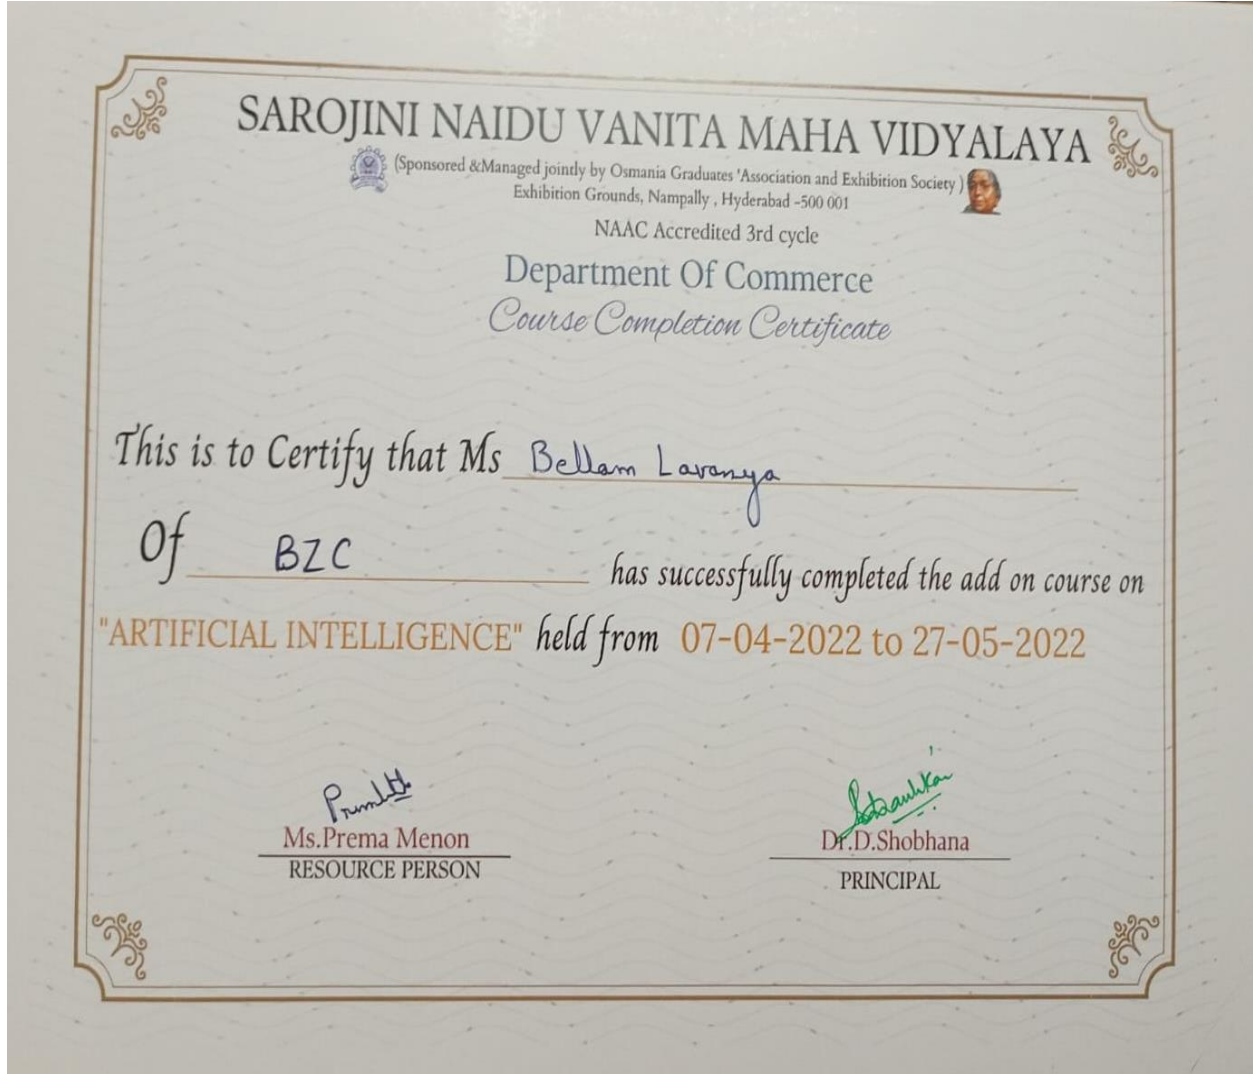 SAROJINI NAIDU VANITA MAHA VIDYALAYA
(Sponsored &Managed jointly by Osmania Graduates 'Association and Exhibition Society )
Exhibition Grounds, Nampally , Hyderabad -500 001
NAAC Accredited 3rd cycle
Department Of Commerce
Course Completion Certificate
This is to Certify that Ms Bellam Lavanya
Of BZC has successfully completed the add on course on
"ARTIFICIAL INTELLIGENCE" held from 07-04-2022 to 27-05-2022
Ms.Prema Menon
RESOURCE PERSON
Dr.D.Shobhana
PRINCIPAL